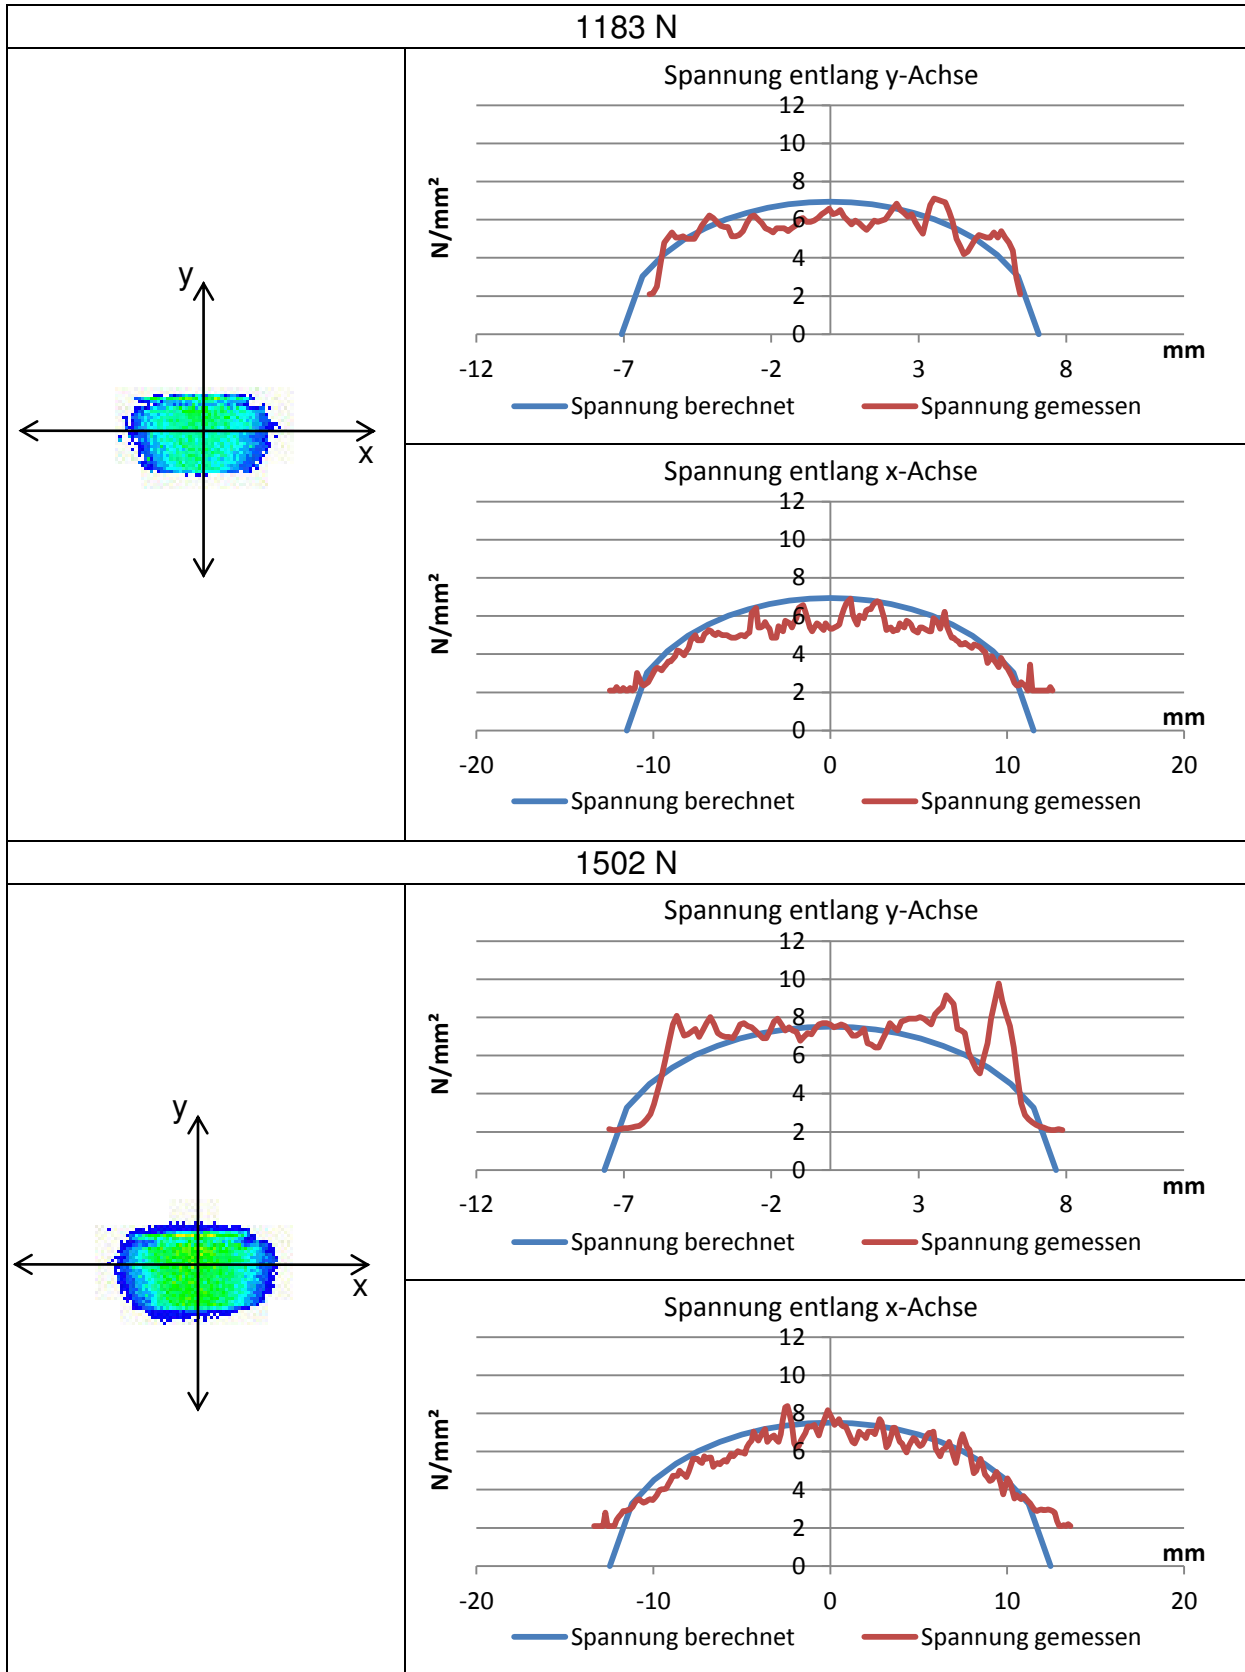 1183 N
y
x
Spannung entlang y-Achse
N/mm²
12
10
8
6
4
2
0
-12 -7 -2 3 8
mm
Spannung berechnet Spannung gemessen
Spannung entlang x-Achse
N/mm²
12
10
8
6
4
2
0
-20 -10 0 10 20
mm
Spannung berechnet Spannung gemessen
1502 N
y
x
Spannung entlang y-Achse
N/mm²
12
10
8
6
4
2
0
-12 -7 -2 3 8
mm
Spannung berechnet Spannung gemessen
Spannung entlang x-Achse
N/mm²
12
10
8
6
4
2
0
-20 -10 0 10 20
mm
Spannung berechnet Spannung gemessen